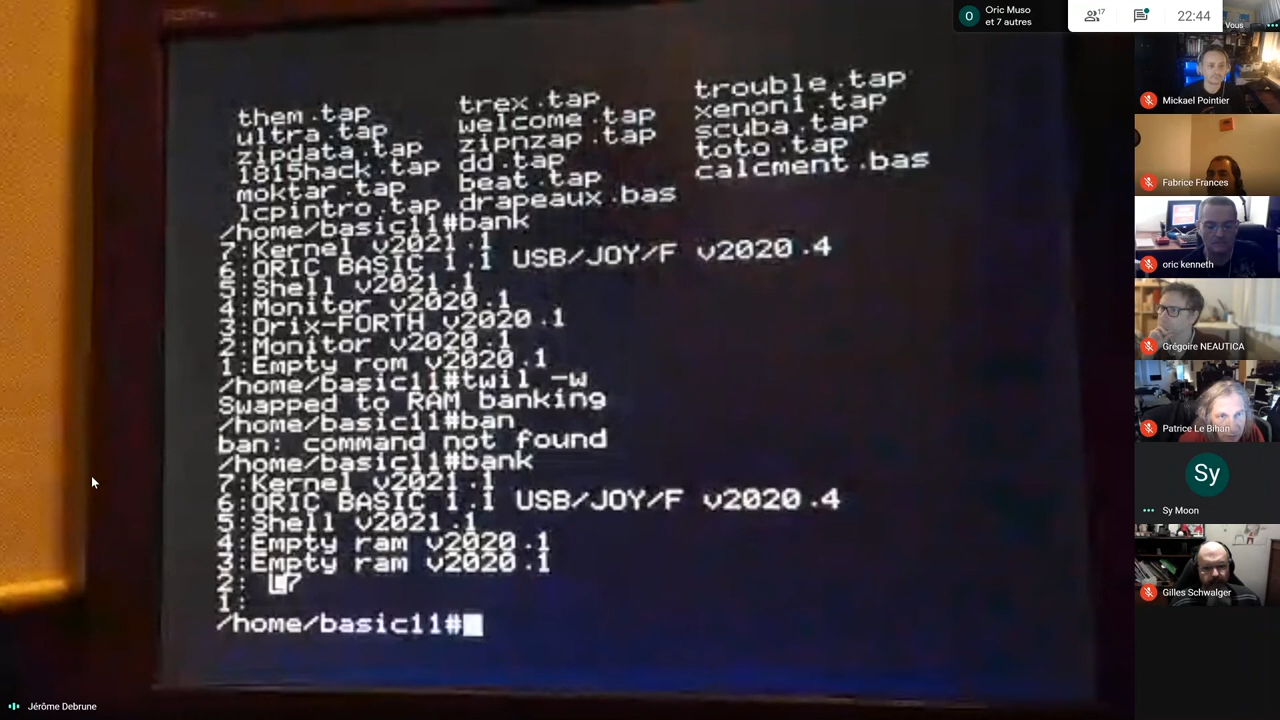 them.tap trex.tap trouble.tap
ultra.tap welcome.tap xenon1.tap
zipdata.tap zipnzap.tap scuba.tap
1815hack.tap dd.tap toto.tap
moktar.tap beat.tap calcment.bas
lcpintro.tap drapeaux.bas
/home/basic11#bank
7:Kernel v2021.1
6:ORIC BASIC 1.1 USB/JOY/F v2020.4
5:Shell v2021.1
4:Monitor v2020.1
3:Orix-FORTH v2020.1
2:Monitor v2020.1
1:Empty rom v2020.1
/home/basic11#twil -w
Swapped to RAM banking
/home/basic11#ban
ban: command not found
/home/basic11#bank
7:Kernel v2021.1
6:ORIC BASIC 1.1 USB/JOY/F v2020.4
5:Shell v2021.1
4:Empty ram v2020.1
3:Empty ram v2020.1
2: L7
1:
/home/basic11#
Jérôme Debrune
O
Oric Muso
et 7 autres
17
22:44
Vous
Mickael Pointier
Fabrice Frances
oric kenneth
Grégoire NEAUTICA
Patrice Le Bihan
Sy
Sy Moon
Gilles Schwalger